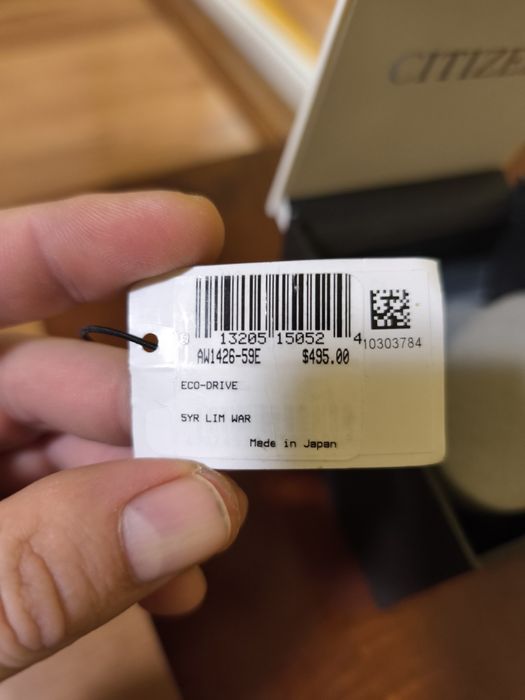 CITIZE
13205 15052 4
10303784
AW1426-59E $495.00
ECO-DRIVE
5YR LIM WAR
Made in Japan